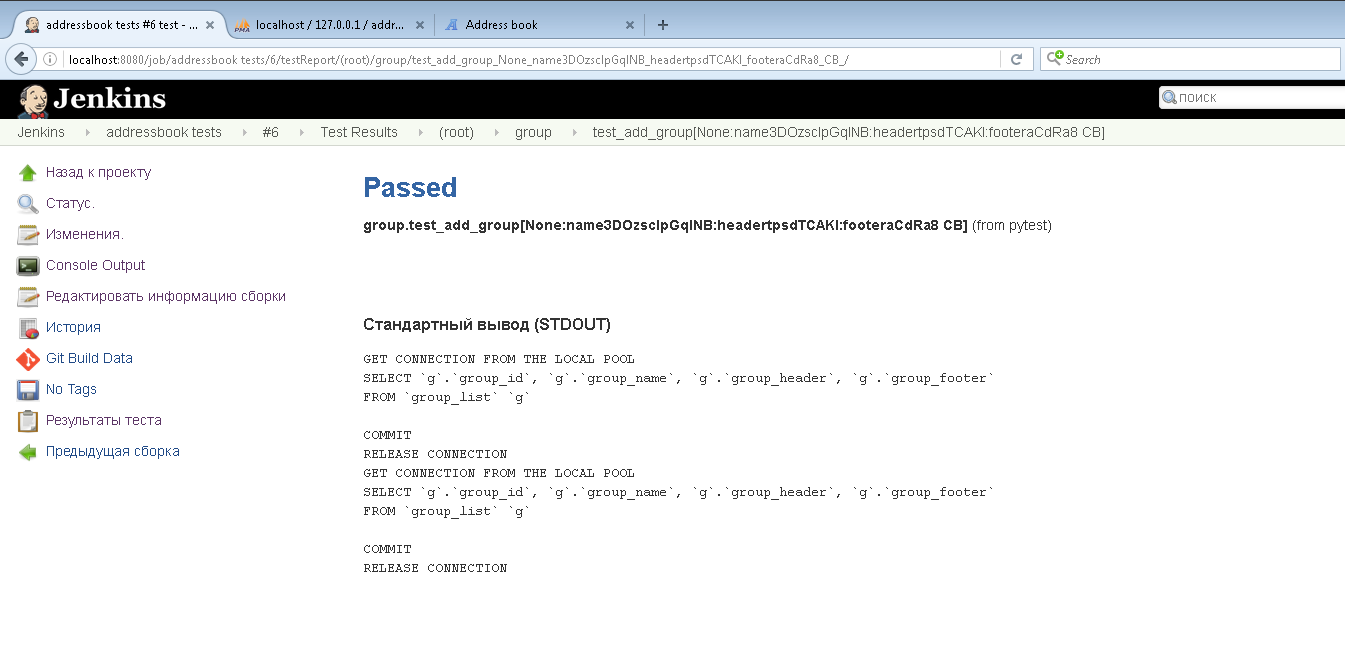 addressbook tests #6 test - ...
localhost / 127.0.0.1 / addr...
Address book
localhost:8080/job/addressbook tests/6/testReport/(root)/group/test_add_group_None_name3DOzscIpGqINB_headertpsdTCAKI_footeraCdRa8_CB_/
Search
Jenkins
поиск
Jenkins
addressbook tests
#6
Test Results
(root)
group
test_add_group[None:name3DOzscIpGqINB:headertpsdTCAKI:footeraCdRa8 CB]
Назад к проекту
Статус.
Изменения.
Console Output
Редактировать информацию сборки
История
Git Build Data
No Tags
Результаты теста
Предыдущая сборка
Passed
group.test_add_group[None:name3DOzscIpGqINB:headertpsdTCAKI:footeraCdRa8 CB] (from pytest)
Стандартный вывод (STDOUT)
GET CONNECTION FROM THE LOCAL POOL
SELECT `g`.`group_id`, `g`.`group_name`, `g`.`group_header`, `g`.`group_footer`
FROM `group_list` `g`
COMMIT
RELEASE CONNECTION
GET CONNECTION FROM THE LOCAL POOL
SELECT `g`.`group_id`, `g`.`group_name`, `g`.`group_header`, `g`.`group_footer`
FROM `group_list` `g`
COMMIT
RELEASE CONNECTION